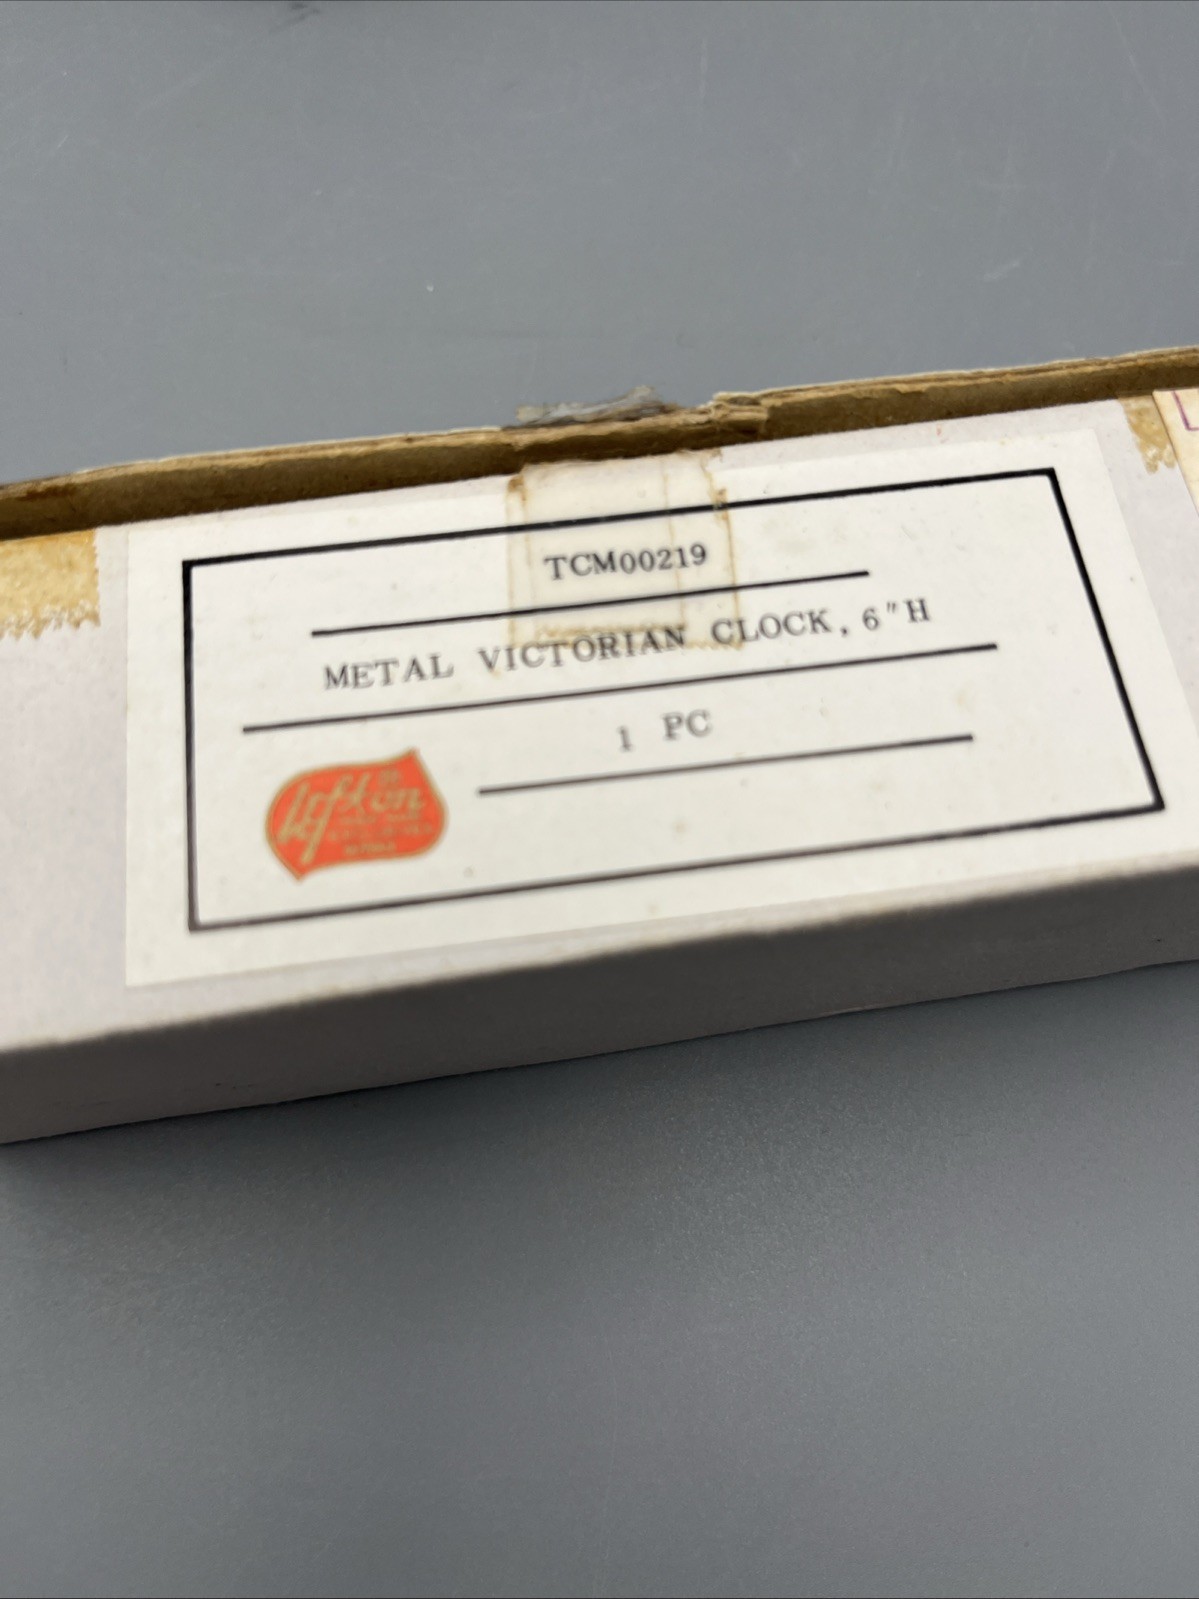 TCM00219
METAL VICTORIAN CLOCK, 6"H
1 PC
Lefton